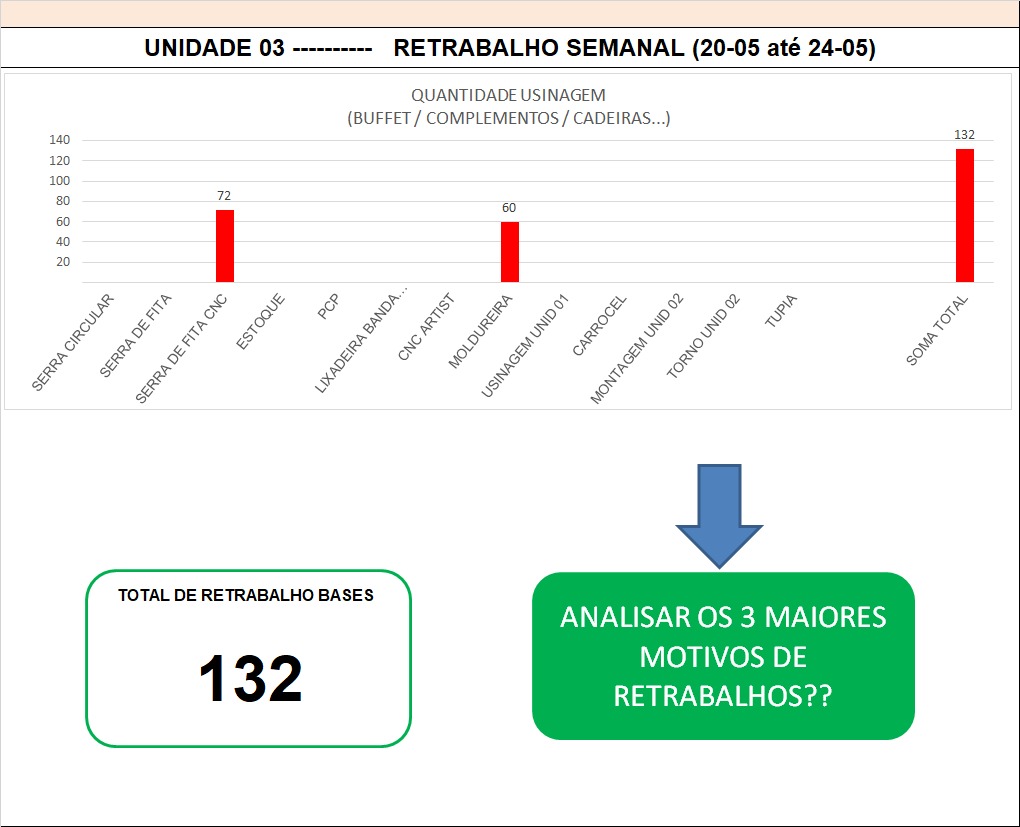 UNIDADE 03 ---------- RETRABALHO SEMANAL (20-05 até 24-05)
QUANTIDADE USINAGEM
(BUFFET / COMPLEMENTOS / CADEIRAS...)
140
120
100
80
60
40
20
72
60
132
SERRA CIRCULAR
SERRA DE FITA
SERRA DE FITA CNC
ESTOQUE
PCP
LIXADEIRA BANDA...
CNC ARTIST
MOLDUREIRA
USINAGEM UNID 01
CARROCEL
MONTAGEM UNID 02
TORNO UNID 02
TUPIA
SOMA TOTAL
TOTAL DE RETRABALHO BASES
132
ANALISAR OS 3 MAIORES
MOTIVOS DE
RETRABALHOS??